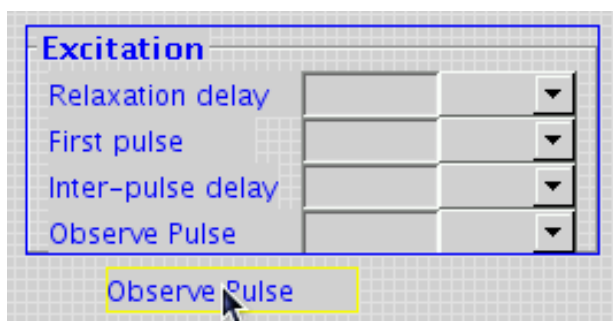 Excitation
Relaxation delay
First pulse
Inter-pulse delay
Observe Pulse
Observe Pulse